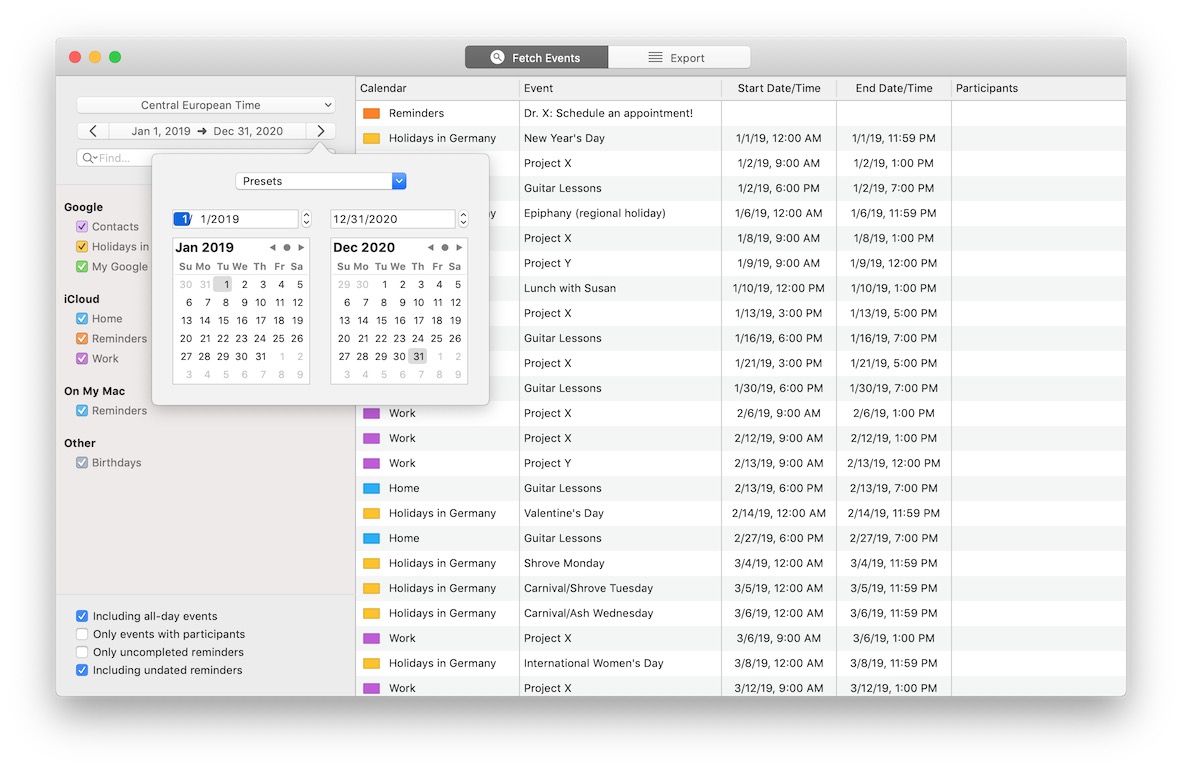 Fetch Events
Export
Central European Time
Jan 1, 2019 ➔ Dec 31, 2020
Find...
Google
Contacts
Holidays in
My Google
iCloud
Home
Reminders
Work
On My Mac
Reminders
Other
Birthdays
Including all-day events
Only events with participants
Only uncompleted reminders
Including undated reminders
Presets
1/ 1/2019
Jan 2019
Su Mo Tu We Th Fr Sa
30 31 1 2 3 4 5
6 7 8 9 10 11 12
13 14 15 16 17 18 19
20 21 22 23 24 25 26
27 28 29 30 31 1 2
3 4 5 6 7 8 9
12/31/2020
Dec 2020
Su Mo Tu We Th Fr Sa
29 30 1 2 3 4 5
6 7 8 9 10 11 12
13 14 15 16 17 18 19
20 21 22 23 24 25 26
27 28 29 30 31 1 2
3 4 5 6 7 8 9
Calendar Event Start Date/Time End Date/Time Participants
Reminders Dr. X: Schedule an appointment!
Holidays in Germany New Year's Day 1/1/19, 12:00 AM 1/1/19, 11:59 PM
Project X 1/2/19, 9:00 AM 1/2/19, 1:00 PM
Guitar Lessons 1/2/19, 6:00 PM 1/2/19, 7:00 PM
y Epiphany (regional holiday) 1/6/19, 12:00 AM 1/6/19, 11:59 PM
Project X 1/8/19, 9:00 AM 1/8/19, 1:00 PM
Project Y 1/9/19, 9:00 AM 1/9/19, 12:00 PM
Lunch with Susan 1/10/19, 12:00 PM 1/10/19, 1:00 PM
Project X 1/13/19, 3:00 PM 1/13/19, 5:00 PM
Guitar Lessons 1/16/19, 6:00 PM 1/16/19, 7:00 PM
Project X 1/21/19, 3:00 PM 1/21/19, 5:00 PM
Guitar Lessons 1/30/19, 6:00 PM 1/30/19, 7:00 PM
Work Project X 2/6/19, 9:00 AM 2/6/19, 1:00 PM
Work Project X 2/12/19, 9:00 AM 2/12/19, 1:00 PM
Work Project Y 2/13/19, 9:00 AM 2/13/19, 12:00 PM
Home Guitar Lessons 2/13/19, 6:00 PM 2/13/19, 7:00 PM
Holidays in Germany Valentine's Day 2/14/19, 12:00 AM 2/14/19, 11:59 PM
Home Guitar Lessons 2/27/19, 6:00 PM 2/27/19, 7:00 PM
Holidays in Germany Shrove Monday 3/4/19, 12:00 AM 3/4/19, 11:59 PM
Holidays in Germany Carnival/Shrove Tuesday 3/5/19, 12:00 AM 3/5/19, 11:59 PM
Holidays in Germany Carnival/Ash Wednesday 3/6/19, 12:00 AM 3/6/19, 11:59 PM
Work Project X 3/6/19, 9:00 AM 3/6/19, 1:00 PM
Holidays in Germany International Women's Day 3/8/19, 12:00 AM 3/8/19, 11:59 PM
Work Project X 3/12/19, 9:00 AM 3/12/19, 1:00 PM